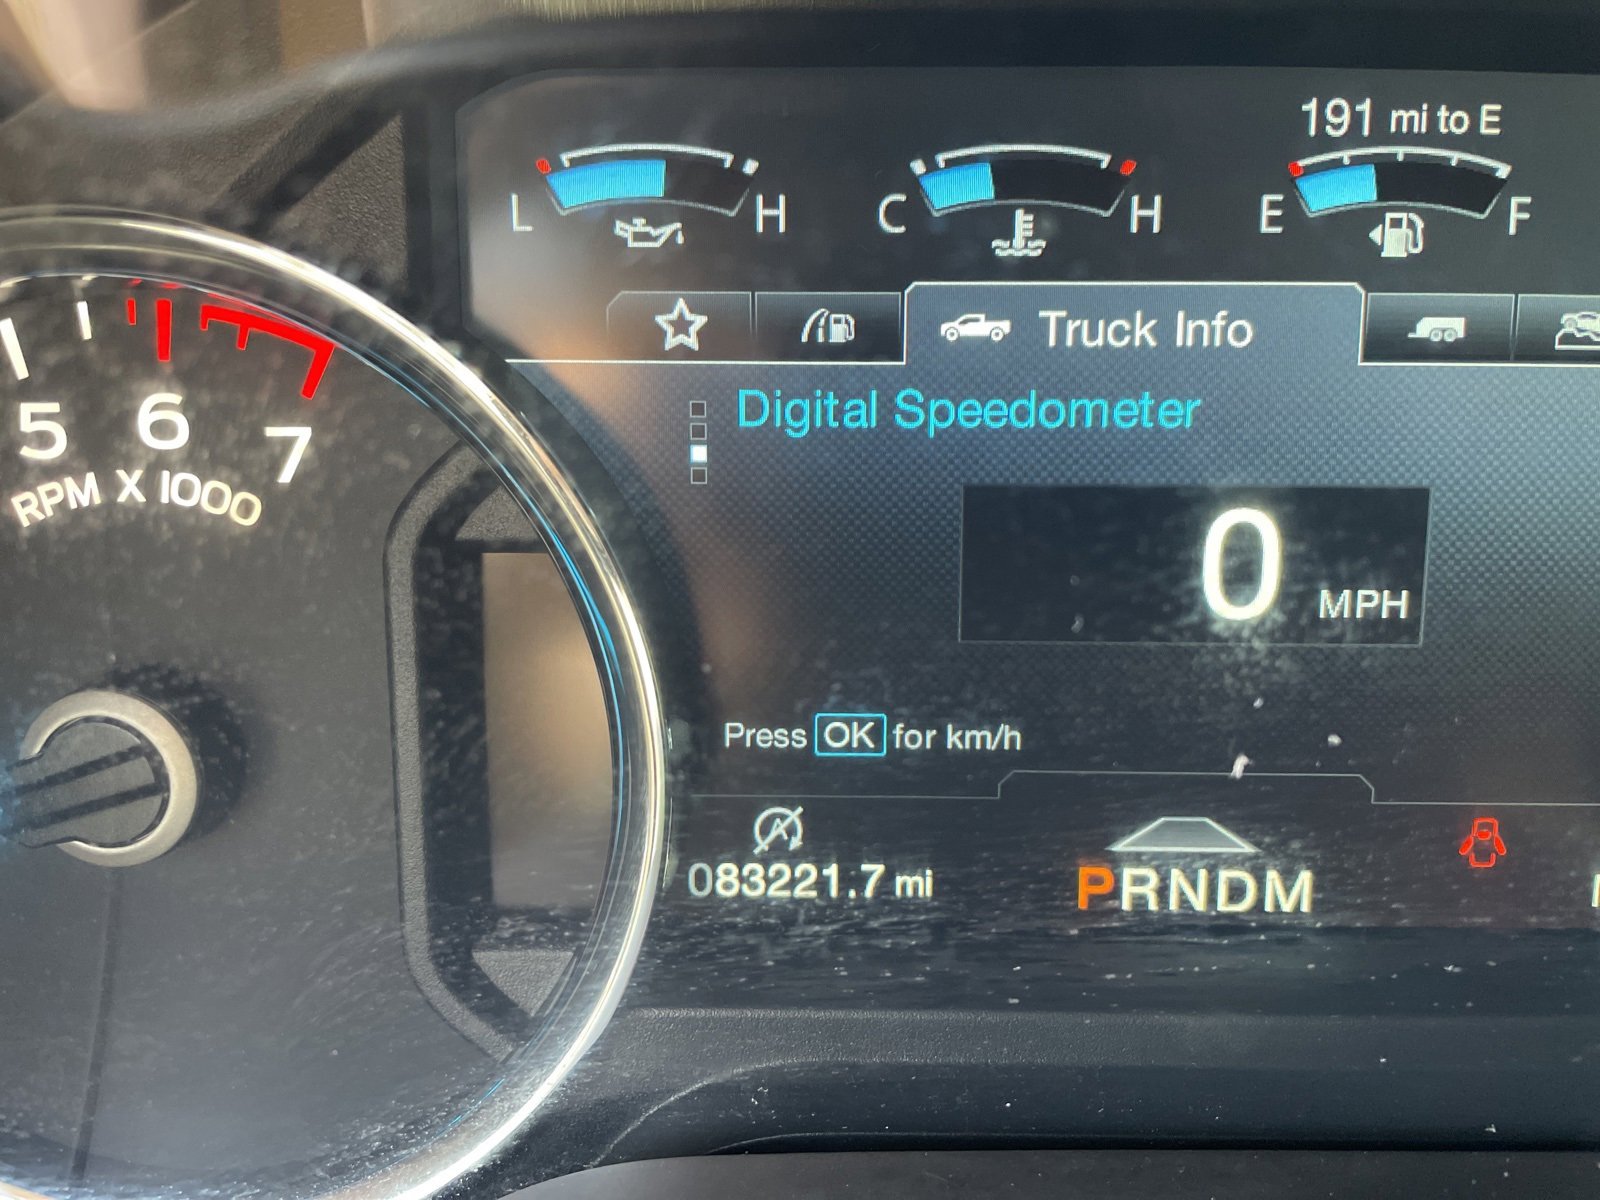 191 mi to E
L H C H E F
Truck Info
Digital Speedometer
5 6 7
RPM X 1000
0 MPH
Press OK for km/h
A
083221.7 mi
PRNDM